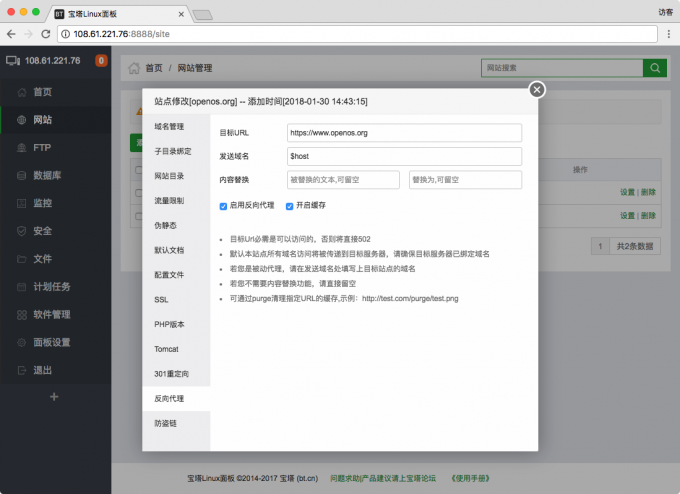 宝塔Linux面板
访客
108.61.221.76:8888/site
108.61.221.76
0
首页
网站
FTP
数据库
监控
安全
文件
计划任务
软件管理
面板设置
退出
首页 / 网站管理
网站搜索
站点修改[openos.org] -- 添加时间[2018-01-30 14:43:15]
域名管理
子目录绑定
网站目录
流量限制
伪静态
默认文档
配置文件
SSL
PHP版本
Tomcat
301重定向
反向代理
防盗链
目标URL
https://www.openos.org
发送域名
$host
内容替换
被替换的文本,可留空
替换为,可留空
启用反向代理
开启缓存
目标Url必需是可以访问的，否则将直接502
默认本站点所有域名访问将被传递到目标服务器，请确保目标服务器已绑定域名
若您是被动代理，请在发送域名处填写上目标站点的域名
若您不需要内容替换功能，请直接留空
可通过purge清理指定URL的缓存,示例：http://test.com/purge/test.png
操作
设置 | 删除
设置 | 删除
1
共2条数据
宝塔Linux面板 ©2014-2017 宝塔 (bt.cn)
问题求助|产品建议请上宝塔论坛
《使用手册》